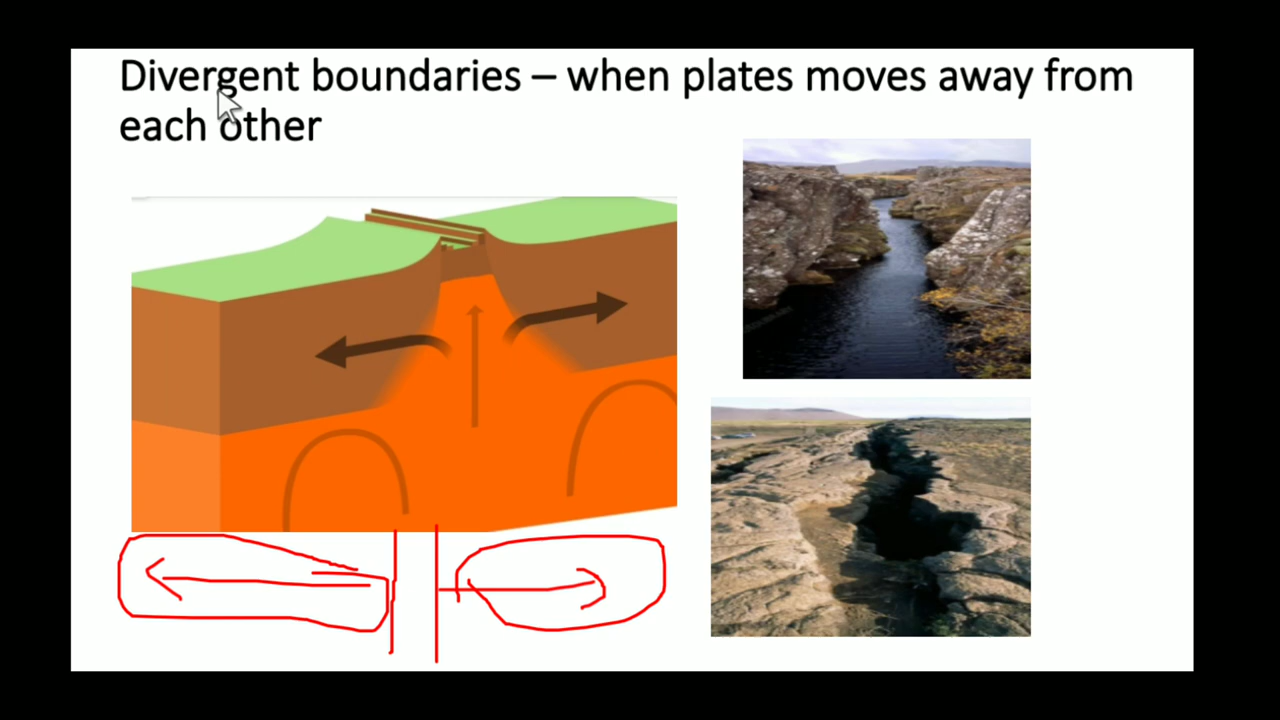 Divergent boundaries – when plates moves away from
each other